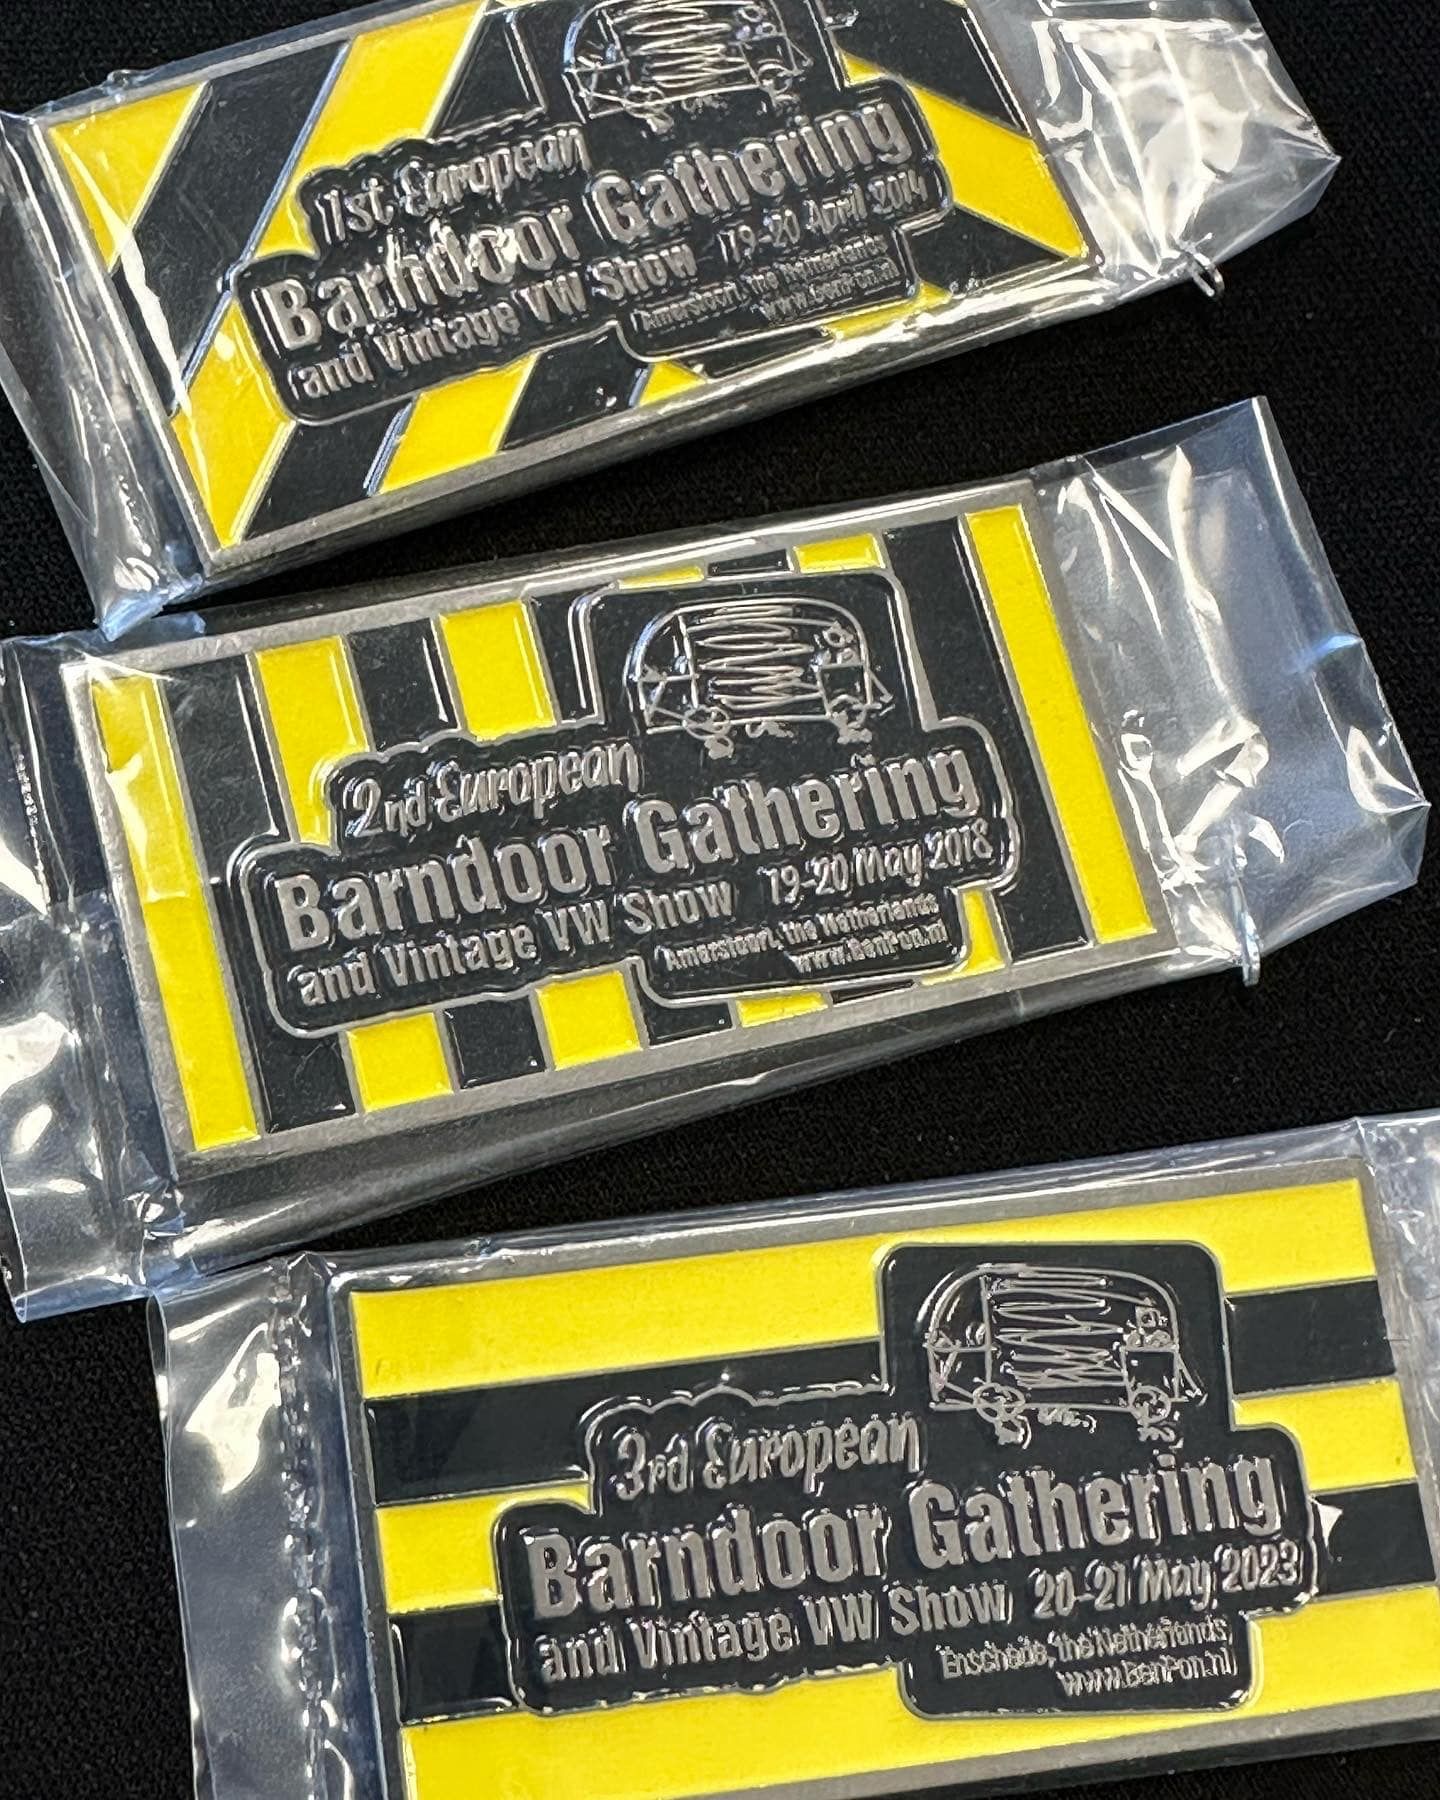 1st European
Barndoor Gathering
and Vintage VW Show 19-20 April 2014
Amersfoort, the Netherlands
www.BenPon.nl
2nd European
Barndoor Gathering
and Vintage VW Show 19-20 May 2018
Amersfoort, the Netherlands
www.BenPon.nl
3rd European
Barndoor Gathering
and Vintage VW Show 20-21 May 2023
Enschede, the Netherlands
www.BenPon.nl